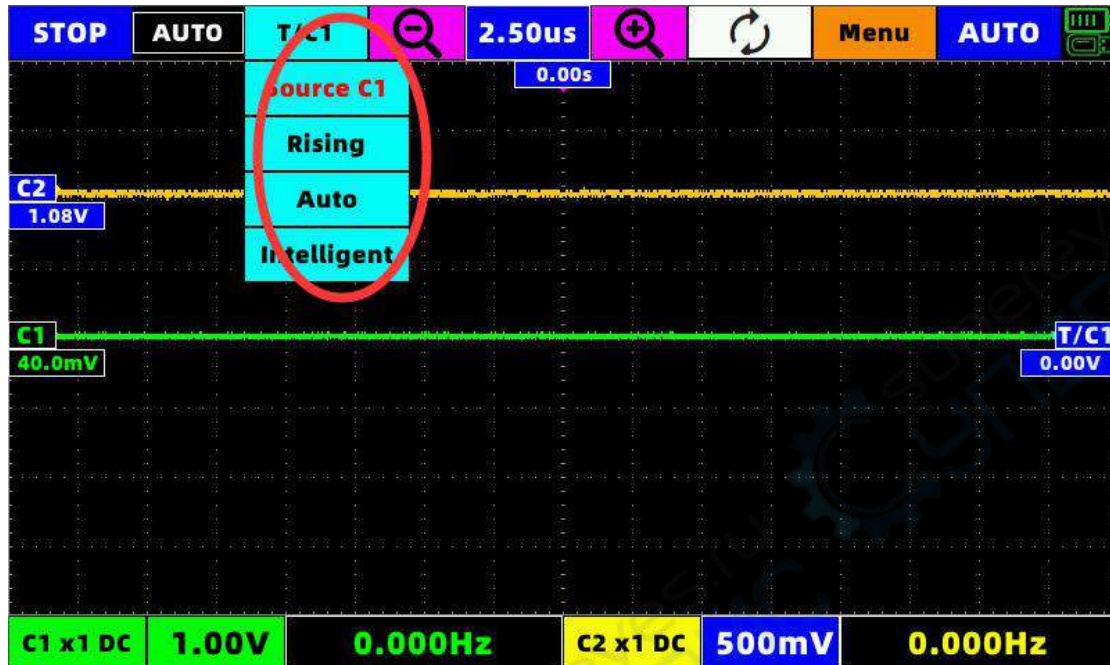 STOP AUTO T/C1 2.50us Menu AUTO
0.00s
Source C1
Rising
C2
Auto
1.08V
Intelligent
C1
T/C1
40.0mV
0.00V
C1 x1 DC 1.00V 0.000Hz C2 x1 DC 500mV 0.000Hz